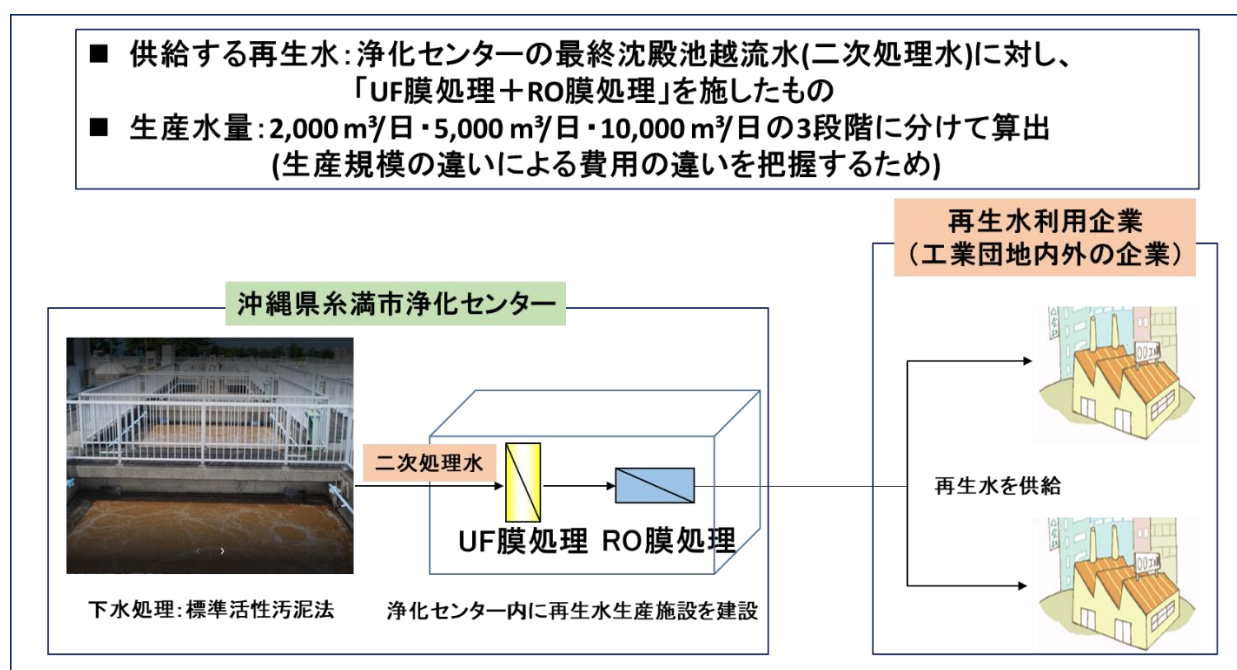 ■ 供給する再生水：浄化センターの最終沈殿池越流水(二次処理水)に対し、
「UF膜処理＋RO膜処理」を施したもの
■ 生産水量：2,000 m³/日・5,000 m³/日・10,000 m³/日の3段階に分けて算出
(生産規模の違いによる費用の違いを把握するため)
再生水利用企業
（工業団地内外の企業）
沖縄県糸満市浄化センター
二次処理水
UF膜処理 RO膜処理
再生水を供給
下水処理：標準活性汚泥法
浄化センター内に再生水生産施設を建設